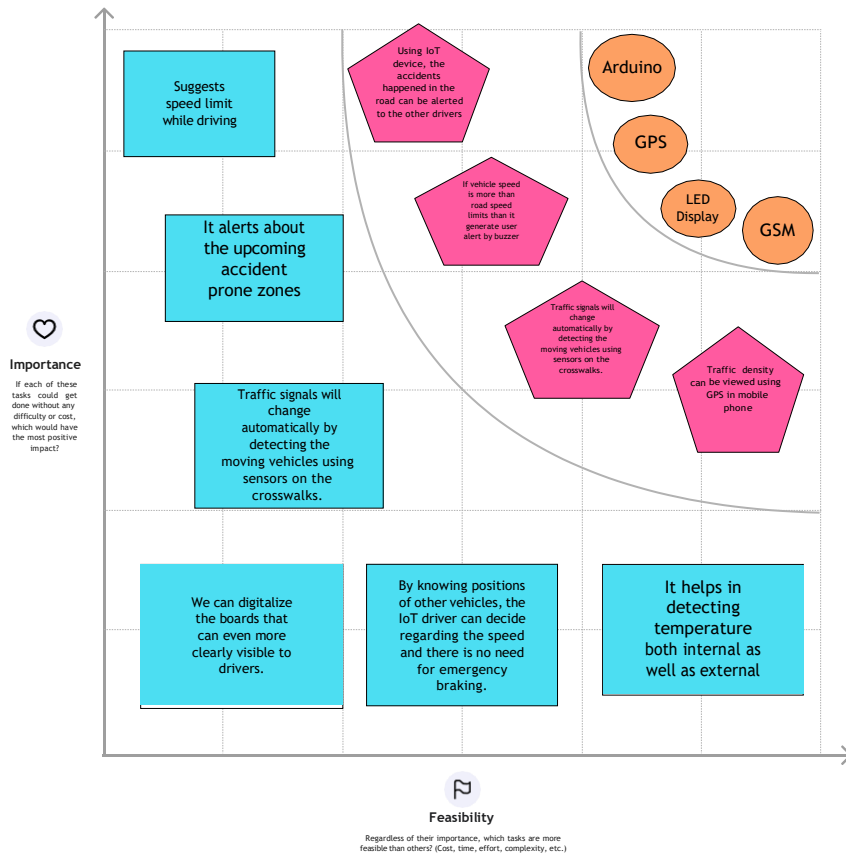 Suggests
speed limit
while driving
Using IoT
device, the
accidents
happened in the
road can be alerted
to the other drivers
Arduino
GPS
LED
Display
GSM
If vehicle speed
is more than
road speed
limits than it
generate user
alert by buzzer
It alerts about
the upcoming
accident
prone zones
Traffic signals will
change
automatically by
detecting the
moving vehicles using
sensors on the
crosswalks.
Traffic density
can be viewed using
GPS in mobile
phone
Importance
If each of these
tasks could get
done without any
difficulty or cost,
which would have
the most positive
impact?
Traffic signals will
change
automatically by
detecting the
moving vehicles using
sensors on the
crosswalks.
We can digitalize
the boards that
can even more
clearly visible to
drivers.
By knowing positions
of other vehicles, the
IoT driver can decide
regarding the speed
and there is no need
for emergency
braking.
It helps in
detecting
temperature
both internal as
well as external
Feasibility
Regardless of their importance, which tasks are more
feasible than others? (Cost, time, effort, complexity, etc.)